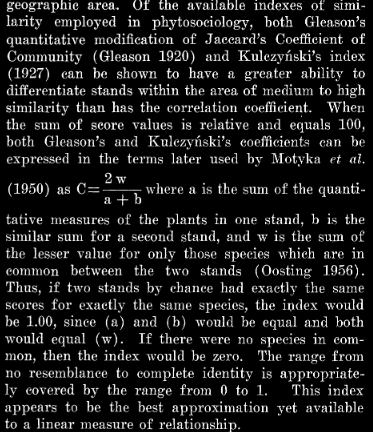 geographic area. Of the available indexes of simi-
larity employed in phytosociology, both Gleason's
quantitative modification of Jaccard's Coefficient of
Community (Gleason 1920) and Kulczyński's index
(1927) can be shown to have a greater ability to
differentiate stands within the area of medium to high
similarity than has the correlation coefficient. When
the sum of score values is relative and equals 100,
both Gleason's and Kulczyński's coefficients can be
expressed in the terms later used by Motyka et al.
(1950) as C= 2 w / a + b where a is the sum of the quanti-
tative measures of the plants in one stand, b is the
similar sum for a second stand, and w is the sum of
the lesser value for only those species which are in
common between the two stands (Oosting 1956).
Thus, if two stands by chance had exactly the same
scores for exactly the same species, the index would
be 1.00, since (a) and (b) would be equal and both
would equal (w). If there were no species in com-
mon, then the index would be zero. The range from
no resemblance to complete identity is appropriate-
ly covered by the range from 0 to 1. This index
appears to be the best approximation yet available
to a linear measure of relationship.